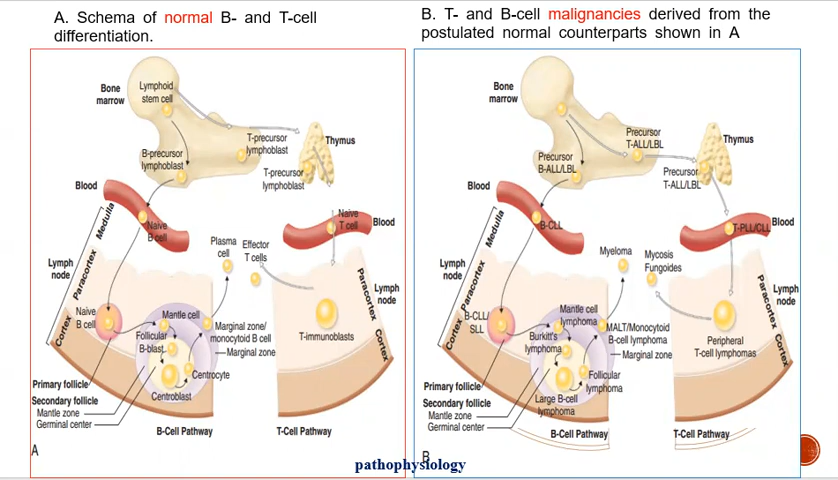 A. Schema of normal B- and T-cell
differentiation.
Bone
marrow
Lymphoid
stem cell
T-precursor
lymphoblast
Thymus
B-precursor
lymphoblast
T-precursor
lymphoblast
Blood
Naive
B cell
Naive
T cell
Blood
Medulla
Paracortex
Cortex
Lymph
node
Plasma
cell
Effector
T cells
Naive
B cell
Mantle cell
Follicular
B-blast
Marginal zone/
monocytoid B cell
Marginal zone
Centrocyte
Centroblast
T-immunoblasts
Lymph
node
Paracortex
Cortex
Primary follicle
Secondary follicle
Mantle zone
Germinal center
B-Cell Pathway
T-Cell Pathway
A
B. T- and B-cell malignancies derived from the
postulated normal counterparts shown in A
Bone
marrow
Precursor
T-ALL/LBL
Thymus
Precursor
B-ALL/LBL
Precursor
T-ALL/LBL
Blood
B-CLL
T-PLL/CLL
Blood
Medulla
Paracortex
Cortex
Lymph
node
Myeloma
Mycosis
Fungoides
B-CLL/
SLL
Mantle cell
lymphoma
Burkitt's
lymphoma
MALT/Monocytoid
B-cell lymphoma
Marginal zone
Follicular
lymphoma
Large B-cell
lymphoma
Peripheral
T-cell lymphomas
Lymph
node
Paracortex
Cortex
Primary follicle
Secondary follicle
Mantle zone
Germinal center
B-Cell Pathway
T-Cell Pathway
B
pathophysiology